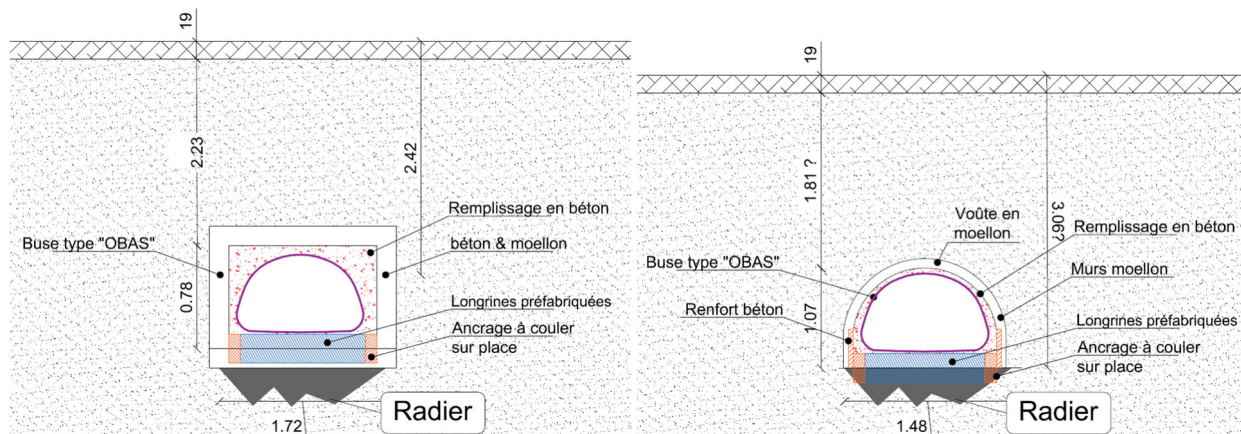 19
2.23
2.42
Remplissage en béton
Buse type "OBAS"
béton & moellon
0.78
Longrines préfabriquées
Ancrage à couler
sur place
Radier
1.72
19
1.81 ?
3.06?
Voûte en
moellon
Remplissage en béton
Buse type "OBAS"
Murs moellon
Renfort béton
1.07
Longrines préfabriquées
Ancrage à couler
sur place
Radier
1.48